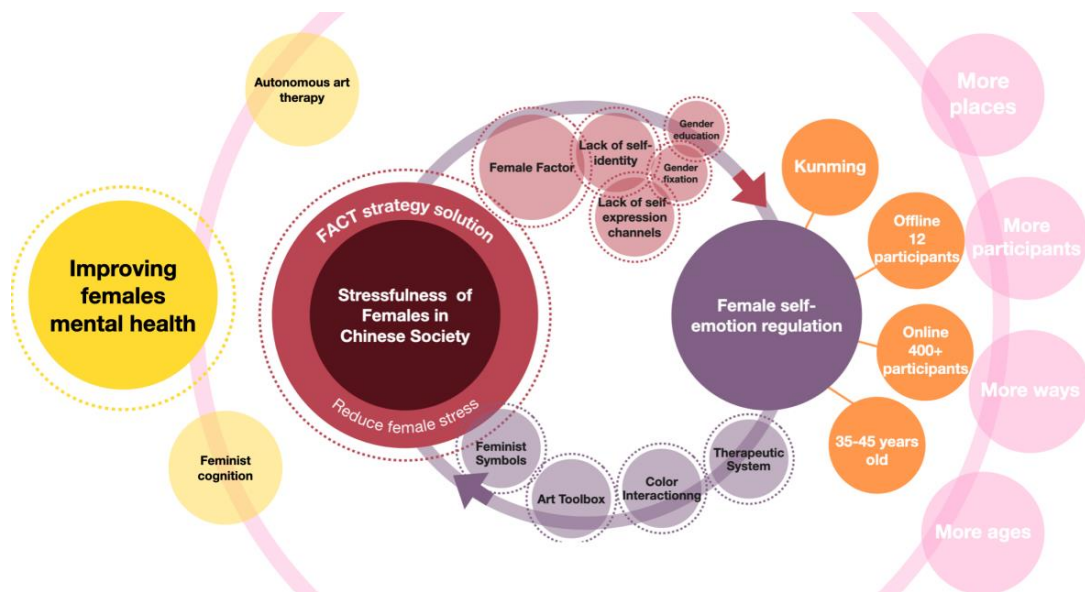 Autonomous art
therapy
Improving
females
mental health
Feminist
cognition
FACT strategy solution
Stressfulness of
Females in
Chinese Society
Reduce female stress
Female Factor
Lack of self-
identity
Gender
education
Gender
fixation
Lack of self-
expression
channels
Female self-
emotion regulation
Feminist
Symbols
Art Toolbox
Color
Interactionng
Therapeutic
System
Kunming
Offline
12
participants
Online
400+
participants
35-45 years
old
More
places
More
participants
More ways
More ages